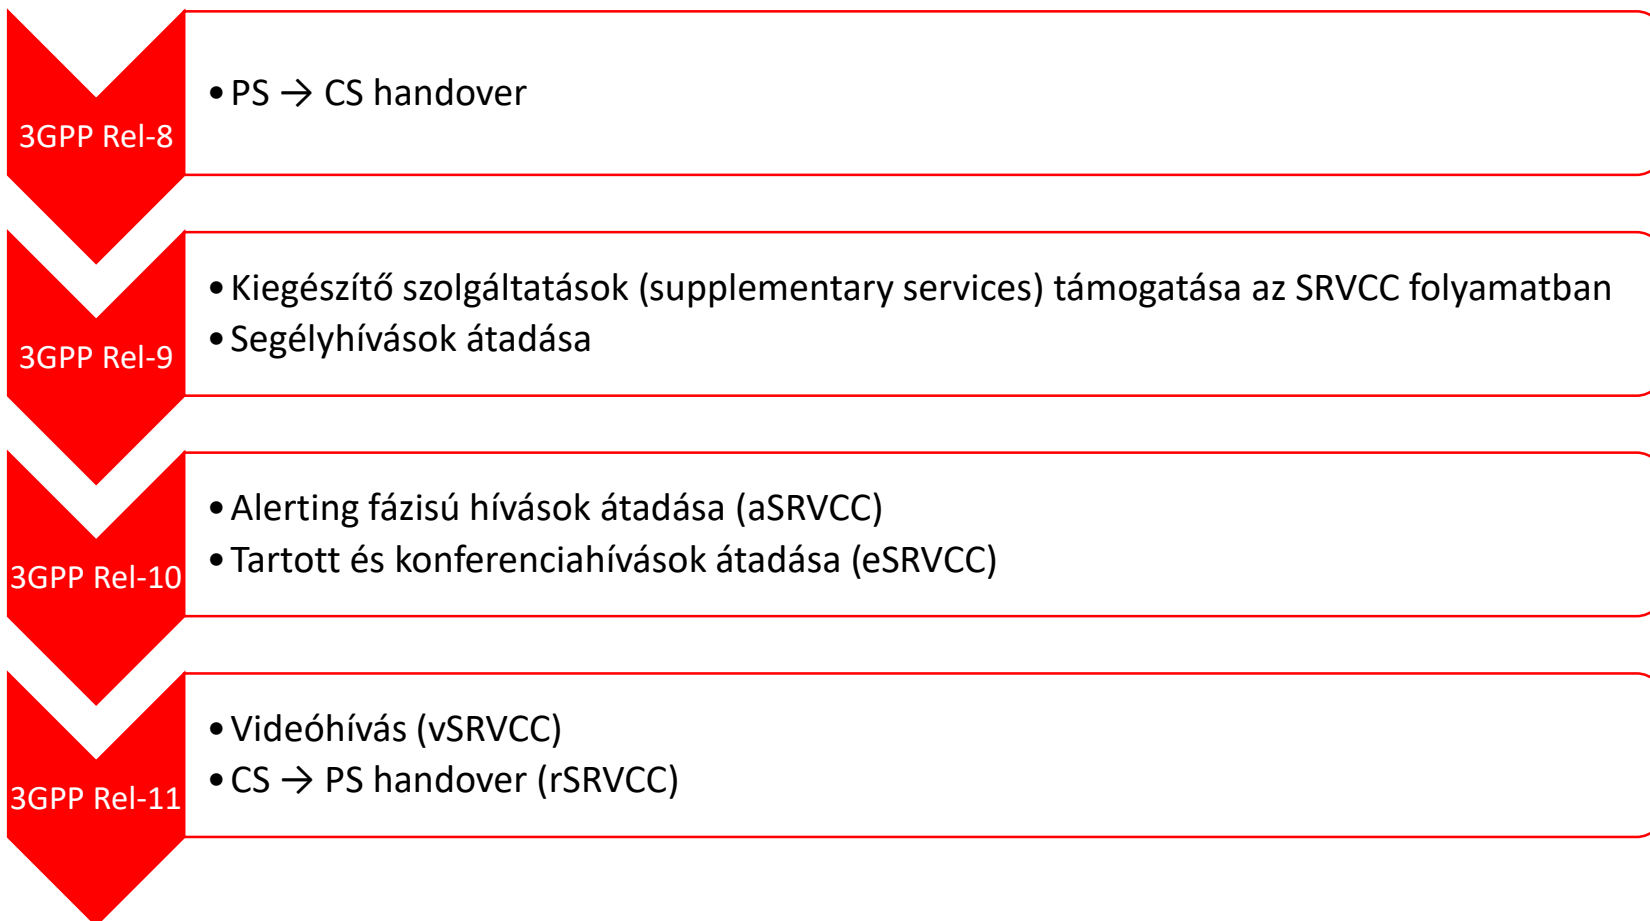 3GPP Rel-8
• PS → CS handover
3GPP Rel-9
• Kiegészítő szolgáltatások (supplementary services) támogatása az SRVCC folyamatban
• Segélyhívások átadása
3GPP Rel-10
• Alerting fázisú hívások átadása (aSRVCC)
• Tartott és konferenciahívások átadása (eSRVCC)
3GPP Rel-11
• Videóhívás (vSRVCC)
• CS → PS handover (rSRVCC)